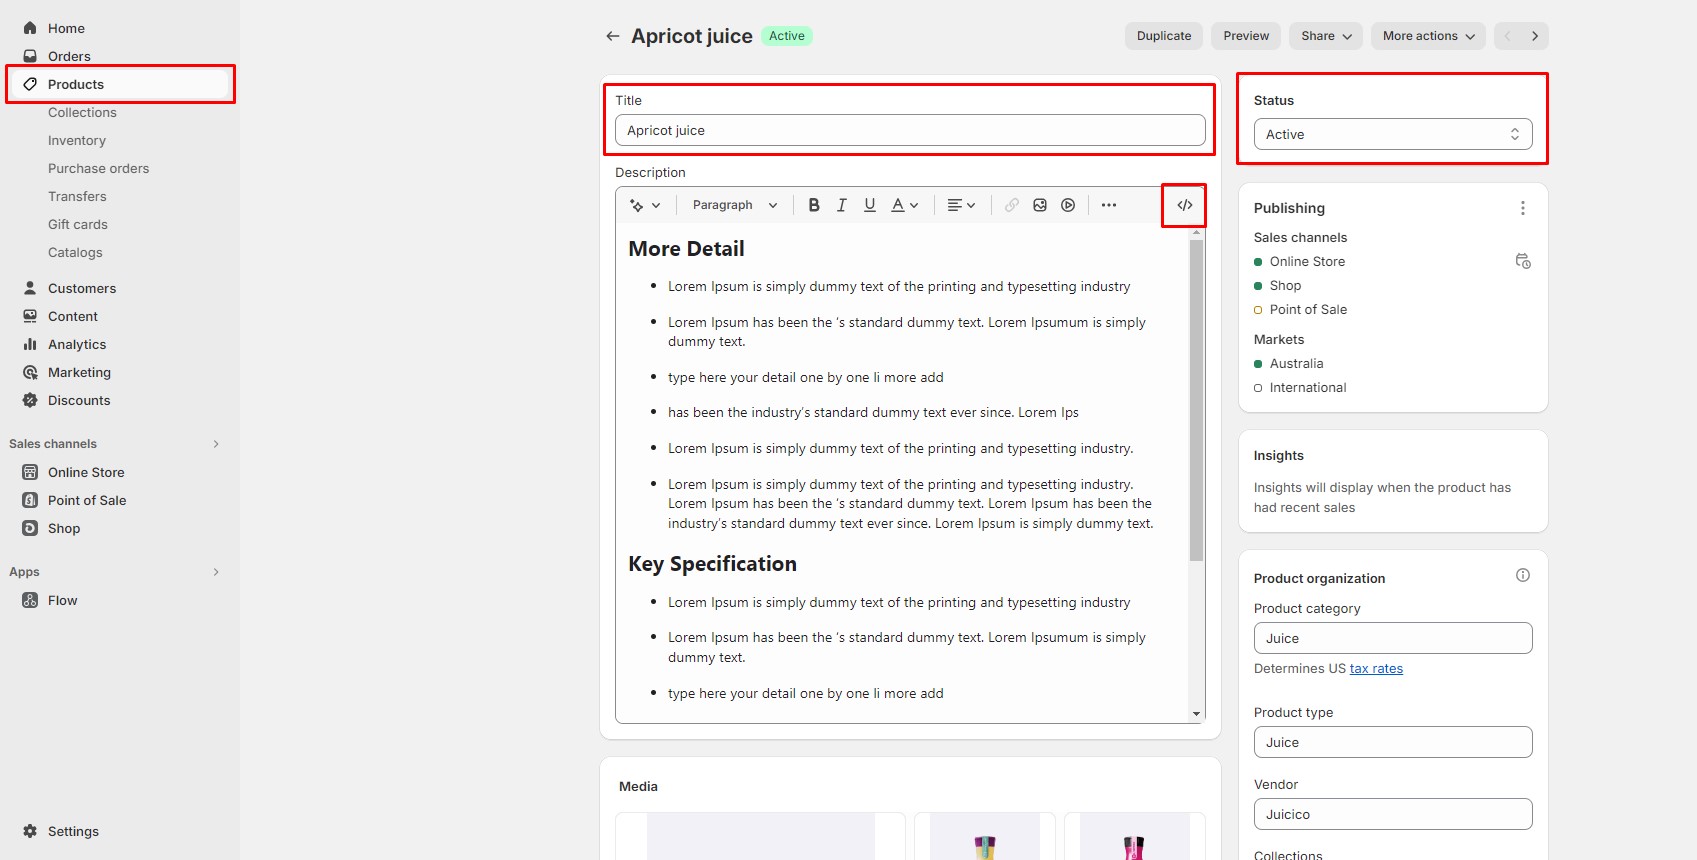 Home
Orders
Products
Collections
Inventory
Purchase orders
Transfers
Gift cards
Catalogs
Customers
Content
Analytics
Marketing
Discounts
Sales channels
Online Store
Point of Sale
Shop
Apps
Flow
Settings
Apricot juice Active
Duplicate Preview Share More actions
Title
Apricot juice
Description
Paragraph B I U A </>
More Detail
Lorem Ipsum is simply dummy text of the printing and typesetting industry
Lorem Ipsum has been the 's standard dummy text. Lorem Ipsumum is simply
dummy text.
type here your detail one by one li more add
has been the industry's standard dummy text ever since. Lorem Ips
Lorem Ipsum is simply dummy text of the printing and typesetting industry.
Lorem Ipsum is simply dummy text of the printing and typesetting industry.
Lorem Ipsum has been the 's standard dummy text. Lorem Ipsum has been the
industry's standard dummy text ever since. Lorem Ipsum is simply dummy text.
Key Specification
Lorem Ipsum is simply dummy text of the printing and typesetting industry
Lorem Ipsum has been the 's standard dummy text. Lorem Ipsumum is simply
dummy text.
type here your detail one by one li more add
Media
Status
Active
Publishing
Sales channels
Online Store
Shop
Point of Sale
Markets
Australia
International
Insights
Insights will display when the product has
had recent sales
Product organization
Product category
Juice
Determines US tax rates
Product type
Juice
Vendor
Juicico
Collections